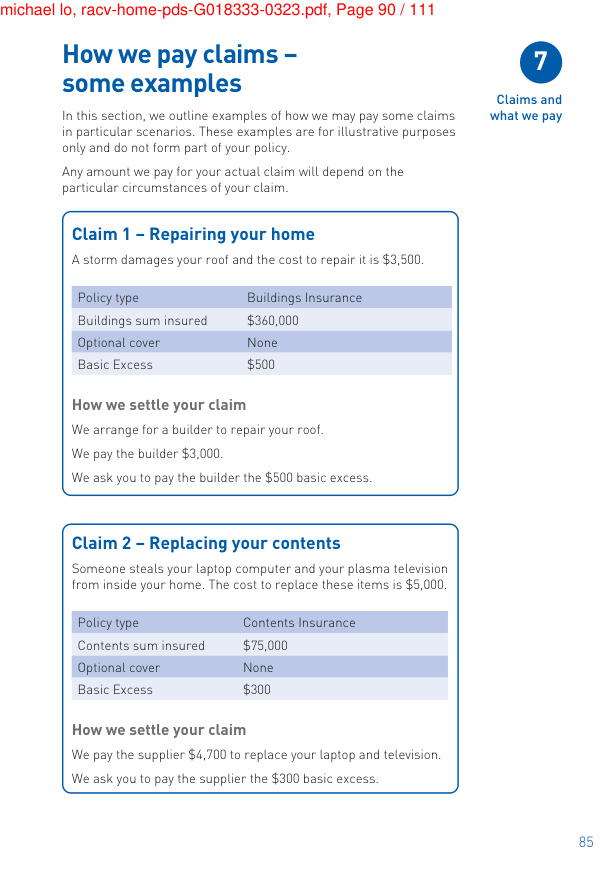 michael lo, racv-home-pds-G018333-0323.pdf, Page 90 / 111
How we pay claims –
some examples
7
Claims and
what we pay
In this section, we outline examples of how we may pay some claims
in particular scenarios. These examples are for illustrative purposes
only and do not form part of your policy.
Any amount we pay for your actual claim will depend on the
particular circumstances of your claim.
Claim 1 – Repairing your home
A storm damages your roof and the cost to repair it is $3,500.
Policy type Buildings Insurance
Buildings sum insured $360,000
Optional cover None
Basic Excess $500
How we settle your claim
We arrange for a builder to repair your roof.
We pay the builder $3,000.
We ask you to pay the builder the $500 basic excess.
Claim 2 – Replacing your contents
Someone steals your laptop computer and your plasma television
from inside your home. The cost to replace these items is $5,000.
Policy type Contents Insurance
Contents sum insured $75,000
Optional cover None
Basic Excess $300
How we settle your claim
We pay the supplier $4,700 to replace your laptop and television.
We ask you to pay the supplier the $300 basic excess.
85